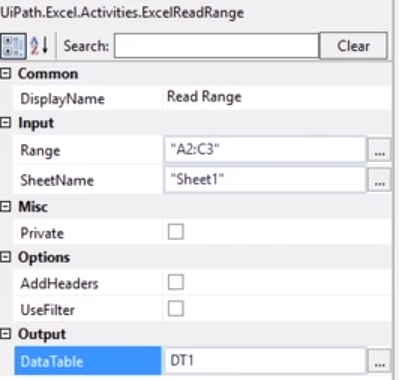 UiPath.Excel.Activities.ExcelReadRange
Search: Clear
Common
DisplayName Read Range
Input
Range "A2:C3" ...
SheetName "Sheet1" ...
Misc
Private
Options
AddHeaders
UseFilter
Output
DataTable DT1 ...